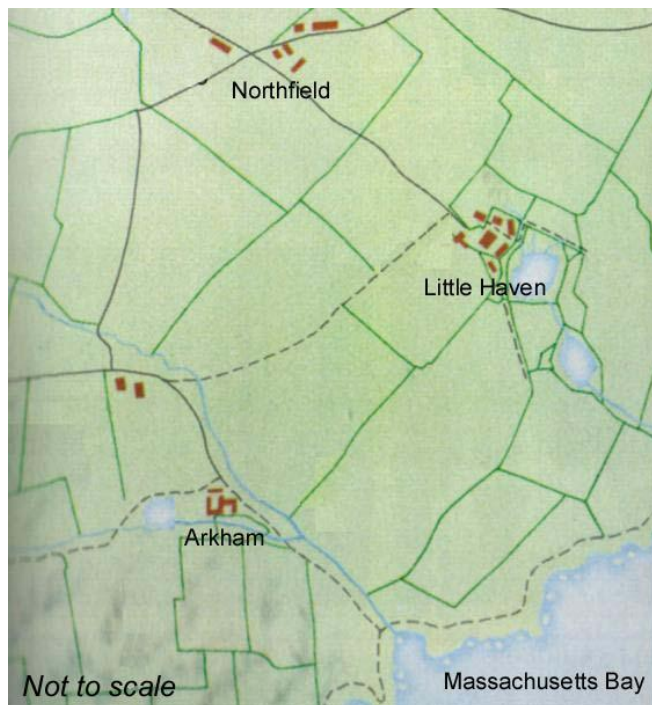 Northfield
Little Haven
Arkham
Not to scale
Massachusetts Bay